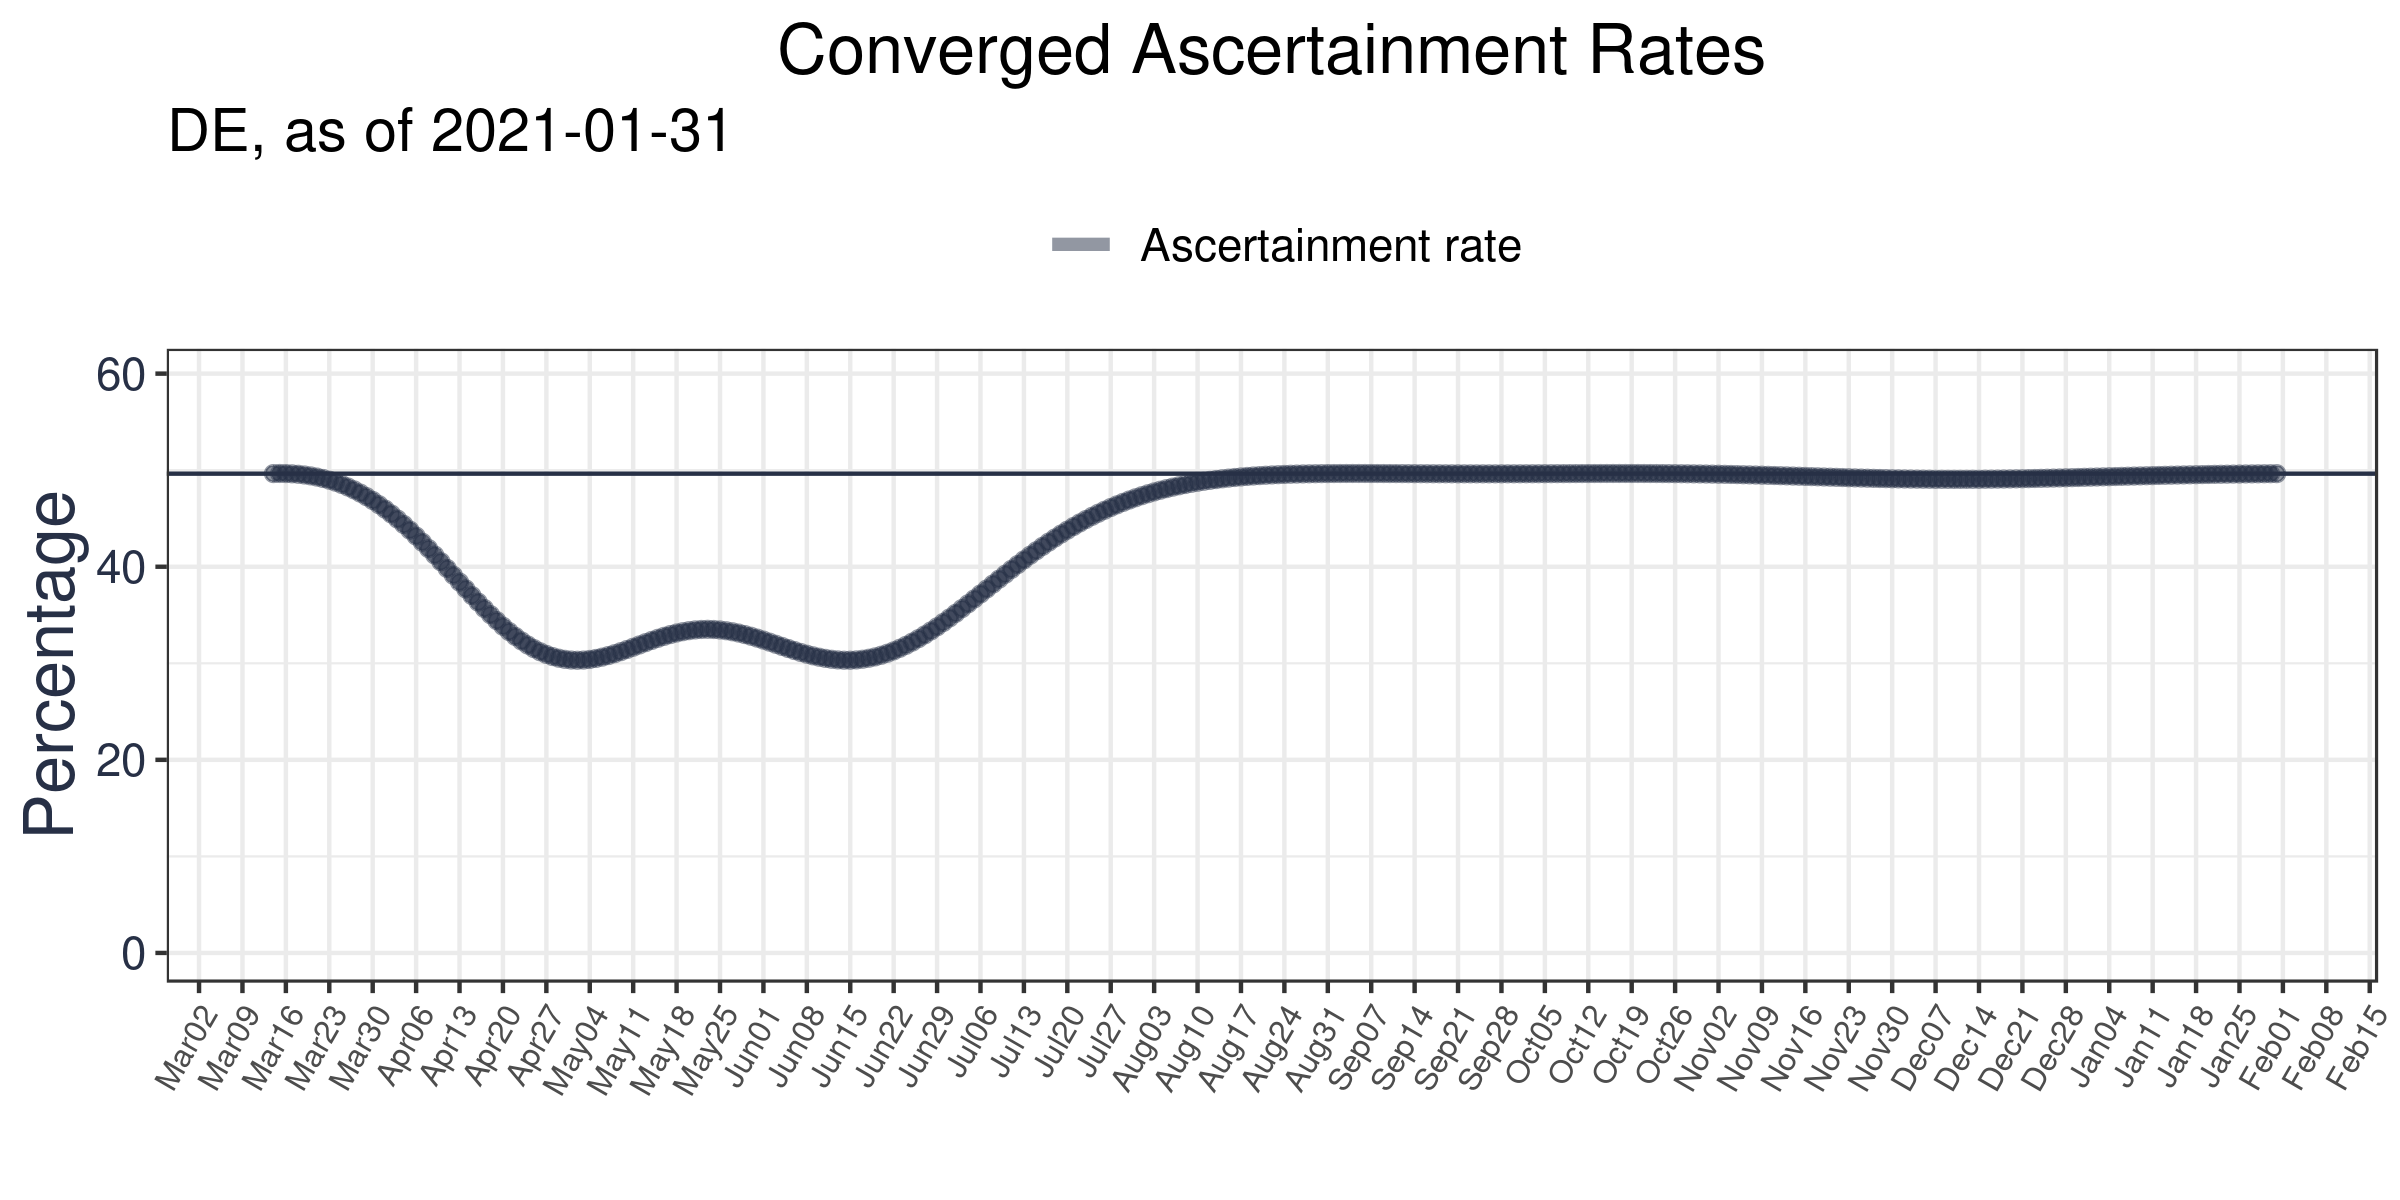 Converged Ascertainment Rates
DE, as of 2021-01-31
Ascertainment rate
Percentage
60
40
20
0
Mar02 Mar09 Mar16 Mar23 Mar30 Apr06 Apr13 Apr20 Apr27 May04 May11 May18 May25 Jun01 Jun08 Jun15 Jun22 Jun29 Jul06 Jul13 Jul20 Jul27 Aug03 Aug10 Aug17 Aug24 Aug31 Sep07 Sep14 Sep21 Sep28 Oct05 Oct12 Oct19 Oct26 Nov02 Nov09 Nov16 Nov23 Nov30 Dec07 Dec14 Dec21 Dec28 Jan04 Jan11 Jan18 Jan25 Feb01 Feb08 Feb15